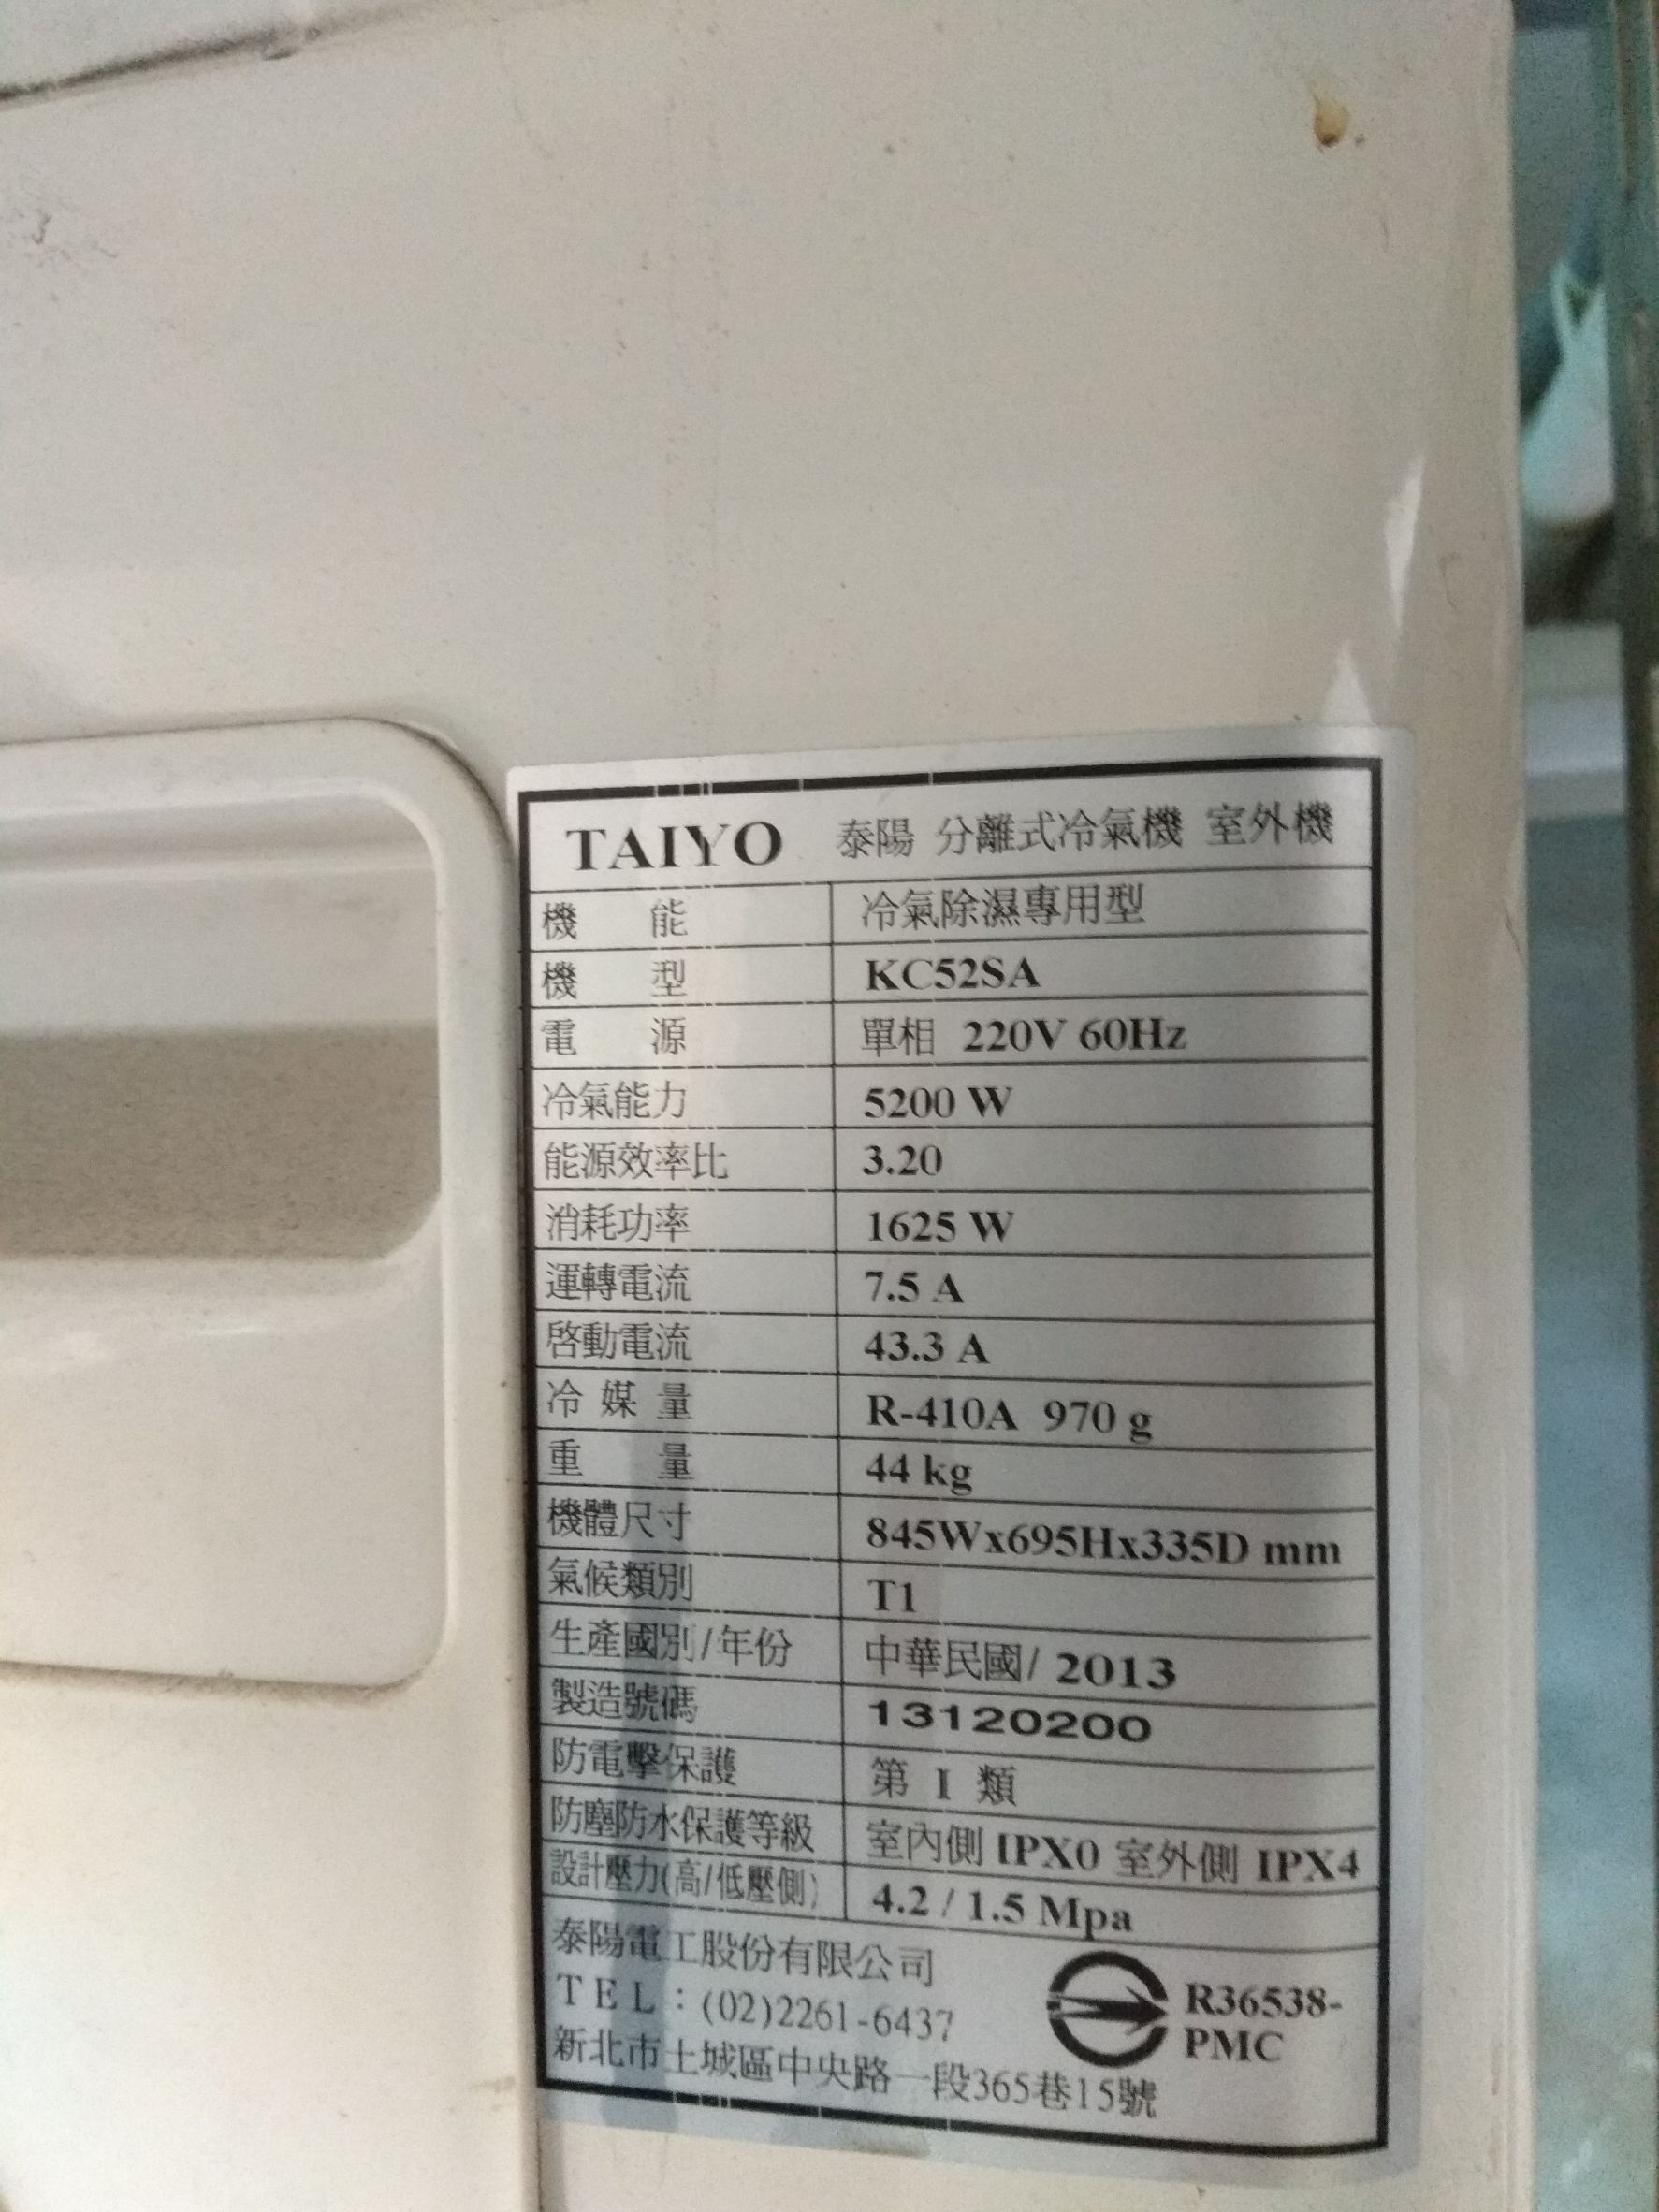 TAIYO 泰陽 分離式冷氣機 室外機
機 能 冷氣除濕專用型
機 型 KC52SA
電 源 單相 220V 60Hz
冷氣能力 5200 W
能源效率比 3.20
消耗功率 1625 W
運轉電流 7.5 A
啓動電流 43.3 A
冷 媒 量 R-410A 970 g
重 量 44 kg
機體尺寸 845Wx695Hx335D mm
氣候類別 T1
生產國別/年份 中華民國/ 2013
製造號碼 13120200
防電擊保護 第 I 類
防塵防水保護等級 室內側 IPX0 室外側 IPX4
設計壓力(高/低壓側) 4.2 / 1.5 Mpa
泰陽電工股份有限公司
TEL：(02)2261-6437
新北市土城區中央路一段365巷15號
R36538-
PMC